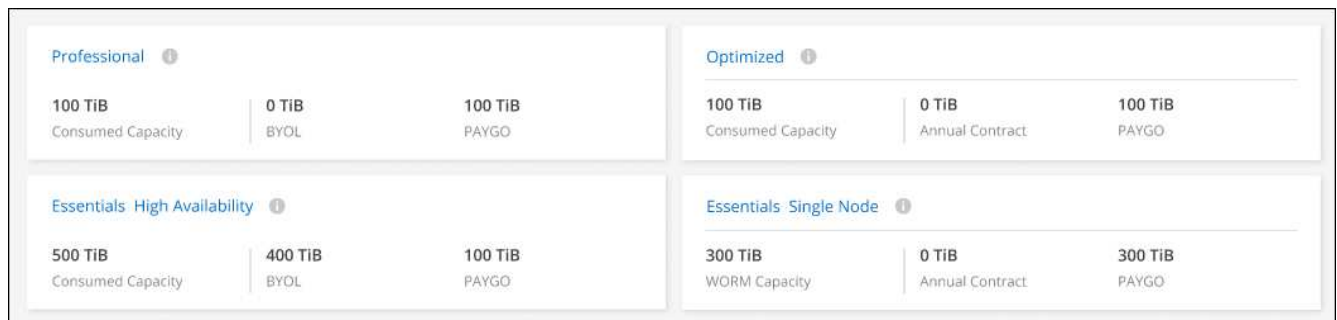 Professional
100 TiB 0 TiB 100 TiB
Consumed Capacity BYOL PAYGO
Optimized
100 TiB 0 TiB 100 TiB
Consumed Capacity Annual Contract PAYGO
Essentials High Availability
500 TiB 400 TiB 100 TiB
Consumed Capacity BYOL PAYGO
Essentials Single Node
300 TiB 0 TiB 300 TiB
WORM Capacity Annual Contract PAYGO